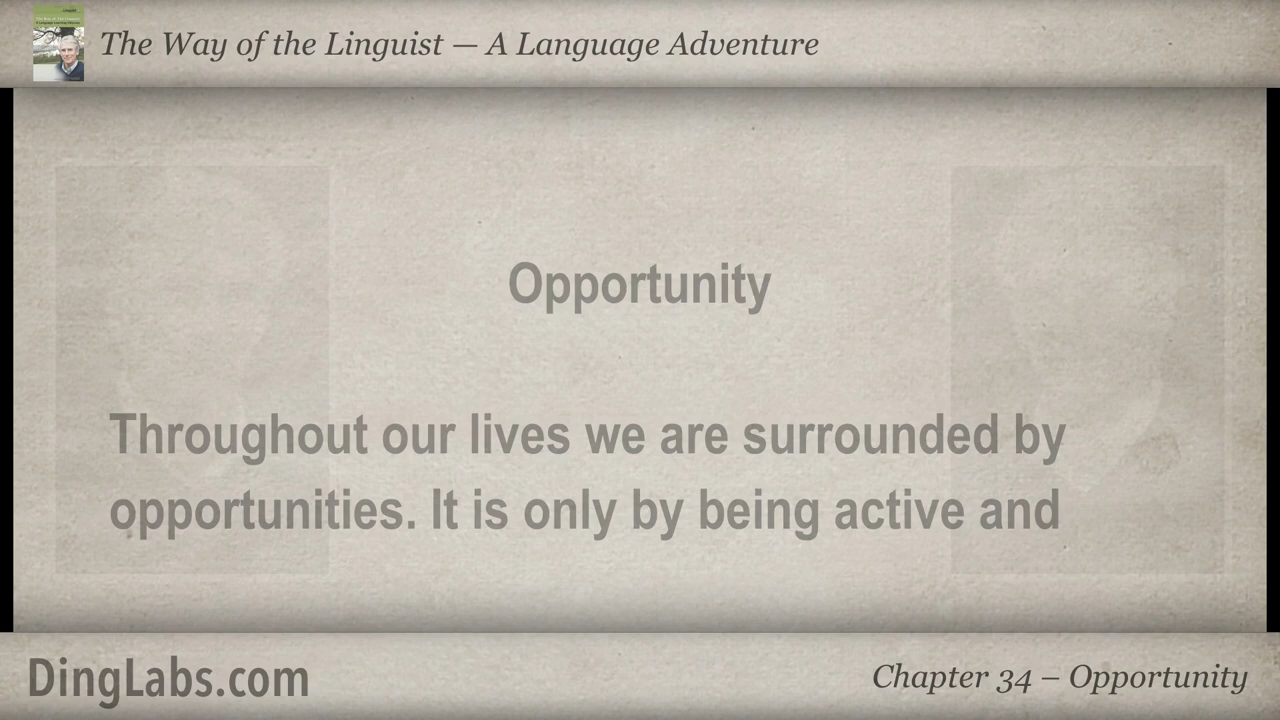 The Way of the Linguist — A Language Adventure
Opportunity
Throughout our lives we are surrounded by
opportunities. It is only by being active and
DingLabs.com
Chapter 34 – Opportunity